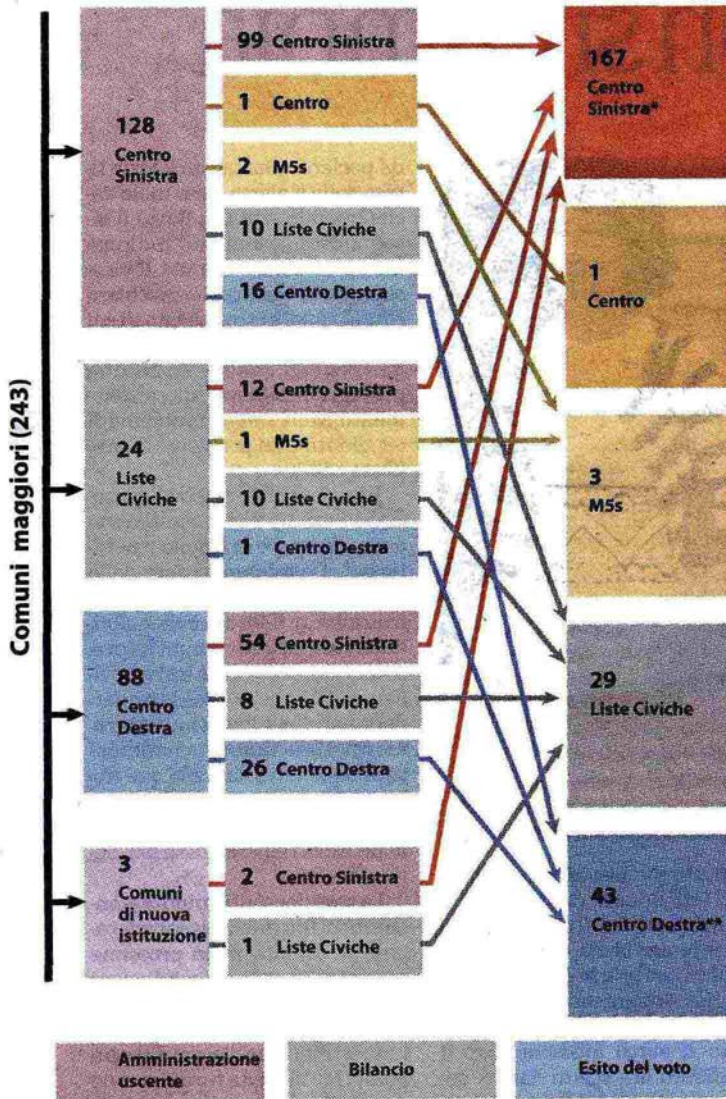 Comuni maggiori (243)
128
Centro
Sinistra
99 Centro Sinistra
1 Centro
2 M5s
10 Liste Civiche
16 Centro Destra
24
Liste
Civiche
12 Centro Sinistra
1 M5s
10 Liste Civiche
1 Centro Destra
88
Centro
Destra
54 Centro Sinistra
8 Liste Civiche
26 Centro Destra
3
Comuni
di nuova
istituzione
2 Centro Sinistra
1 Liste Civiche
167
Centro
Sinistra*
1
Centro
3
M5s
29
Liste Civiche
43
Centro Destra**
Amministrazione
uscente
Bilancio
Esito del voto